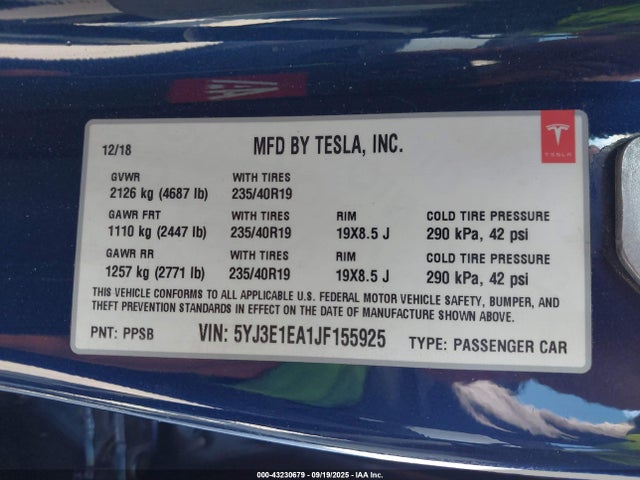 12/18 MFD BY TESLA, INC.
TESLA
GVWR WITH TIRES
2126 kg (4687 lb) 235/40R19
GAWR FRT WITH TIRES RIM COLD TIRE PRESSURE
1110 kg (2447 lb) 235/40R19 19X8.5 J 290 kPa, 42 psi
GAWR RR WITH TIRES RIM COLD TIRE PRESSURE
1257 kg (2771 lb) 235/40R19 19X8.5 J 290 kPa, 42 psi
THIS VEHICLE CONFORMS TO ALL APPLICABLE U.S. FEDERAL MOTOR VEHICLE SAFETY, BUMPER, AND
THEFT PREVENTION STANDARDS IN EFFECT ON THE DATE OF MANUFACTURE SHOWN ABOVE.
PNT: PPSB VIN: 5YJ3E1EA1JF155925 TYPE: PASSENGER CAR
000-43230679 - 09/19/2025 - IAA Inc.